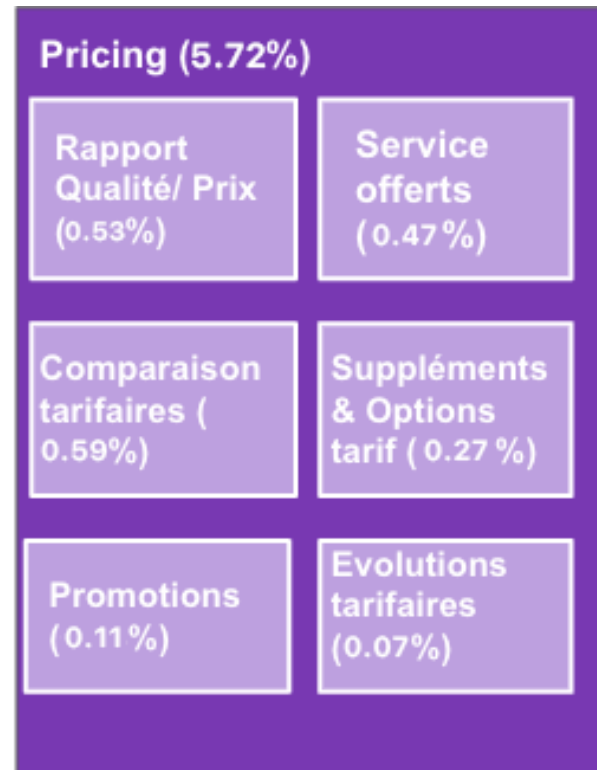 Pricing (5.72%)
Rapport
Qualité/ Prix
(0.53%)
Service
offerts
(0.47%)
Comparaison
tarifaires (
0.59%)
Suppléments
& Options
tarif ( 0.27 %)
Promotions
(0.11%)
Evolutions
tarifaires
(0.07%)